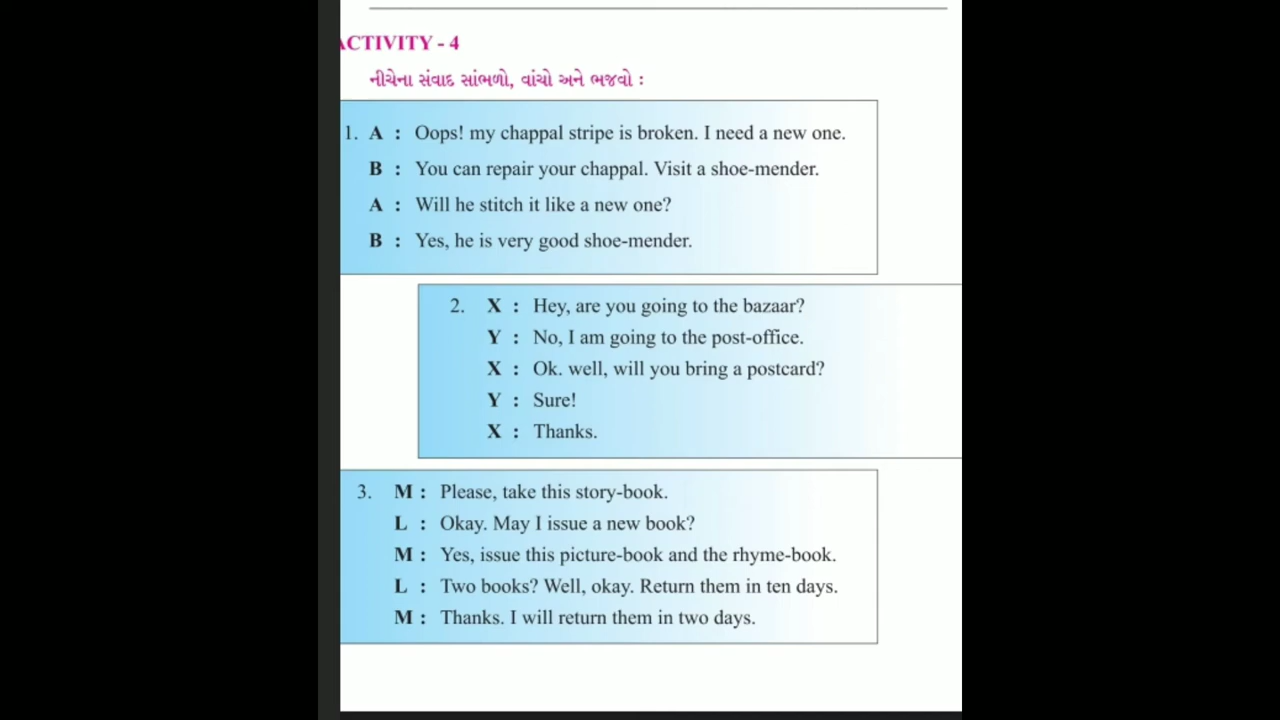 ACTIVITY - 4
નીચેના સંવાદ સાંભળો, વાંચો અને ભજવો :
1. A : Oops! my chappal stripe is broken. I need a new one.
B : You can repair your chappal. Visit a shoe-mender.
A : Will he stitch it like a new one?
B : Yes, he is very good shoe-mender.
2. X : Hey, are you going to the bazaar?
Y : No, I am going to the post-office.
X : Ok. well, will you bring a postcard?
Y : Sure!
X : Thanks.
3. M : Please, take this story-book.
L : Okay. May I issue a new book?
M : Yes, issue this picture-book and the rhyme-book.
L : Two books? Well, okay. Return them in ten days.
M : Thanks. I will return them in two days.